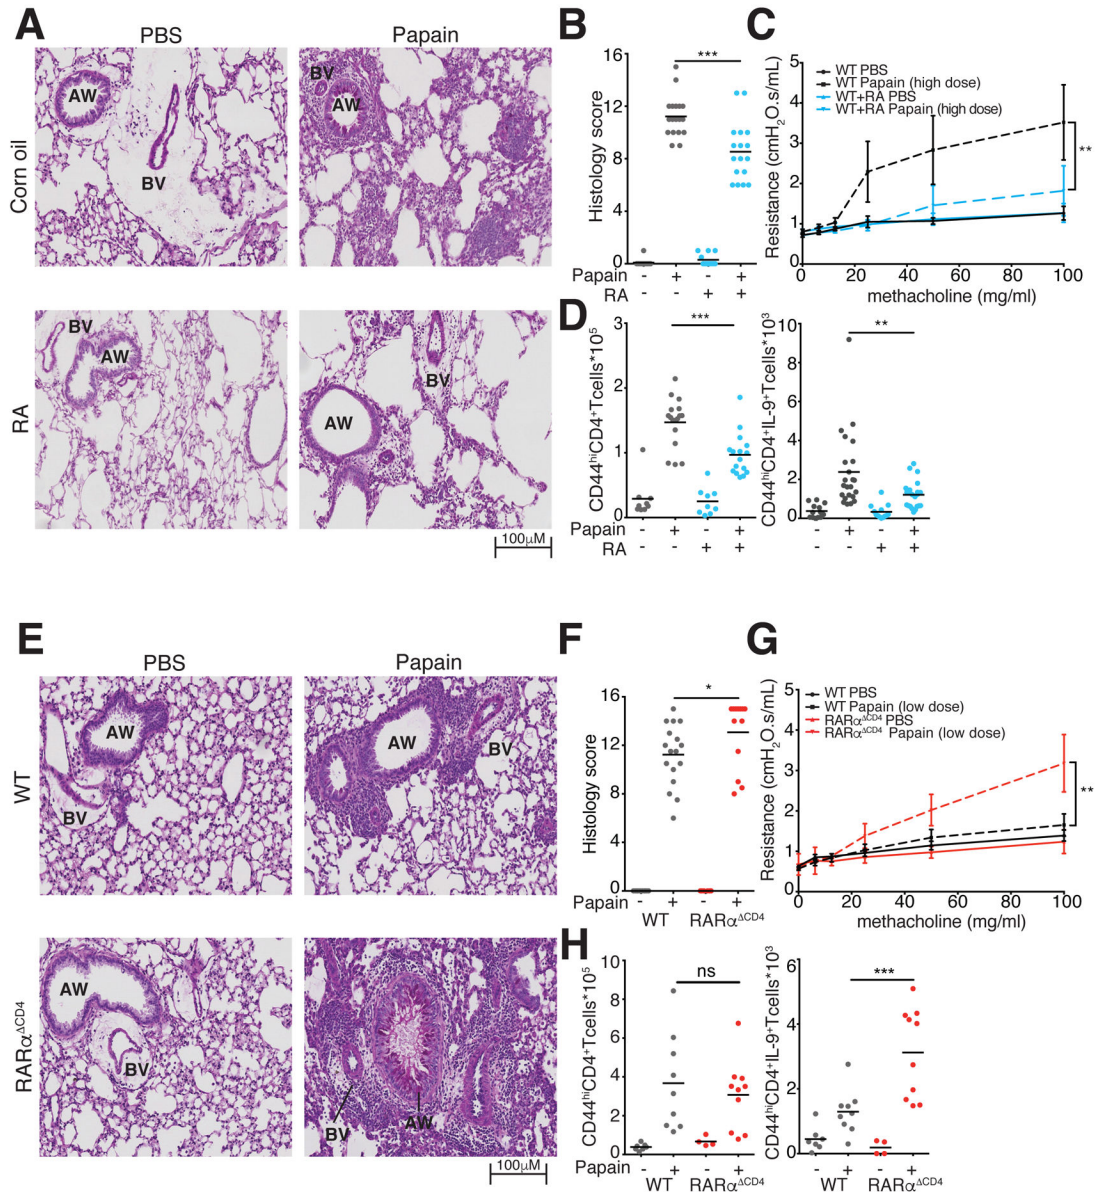 A
PBS
Papain
Corn oil
AW
BV
BV
AW
RA
BV
AW
BV
AW
100µM
B
Histology score
16
12
8
4
0
***
Papain - + - +
RA - - + +
C
Resistance (cmH2O.s/mL)
5
4
3
2
1
0
WT PBS
WT Papain (high dose)
WT+RA PBS
WT+RA Papain (high dose)
**
0 20 40 60 80 100
methacholine (mg/ml)
D
CD44hiCD4+Tcells*10⁵
3
2
1
0
***
Papain - + - +
RA - - + +
CD44hiCD4+IL-9+Tcells*10³
10
8
6
4
2
0
**
- + - +
- - + +
E
PBS
Papain
WT
AW
BV
AW
BV
RARαΔCD4
AW
BV
BV
AW
100µM
F
Histology score
16
12
8
4
0
*
Papain - + - +
WT RARαΔCD4
G
Resistance (cmH2O.s/mL)
5
4
3
2
1
0
WT PBS
WT Papain (low dose)
RARαΔCD4 PBS
RARαΔCD4 Papain (low dose)
**
0 20 40 60 80 100
methacholine (mg/ml)
H
CD44hiCD4+Tcells*10⁵
10
8
6
4
2
0
ns
Papain - + - +
WT RARαΔCD4
CD44hiCD4+IL-9+Tcells*10³
6
4
2
0
***
- + - +
WT RARαΔCD4